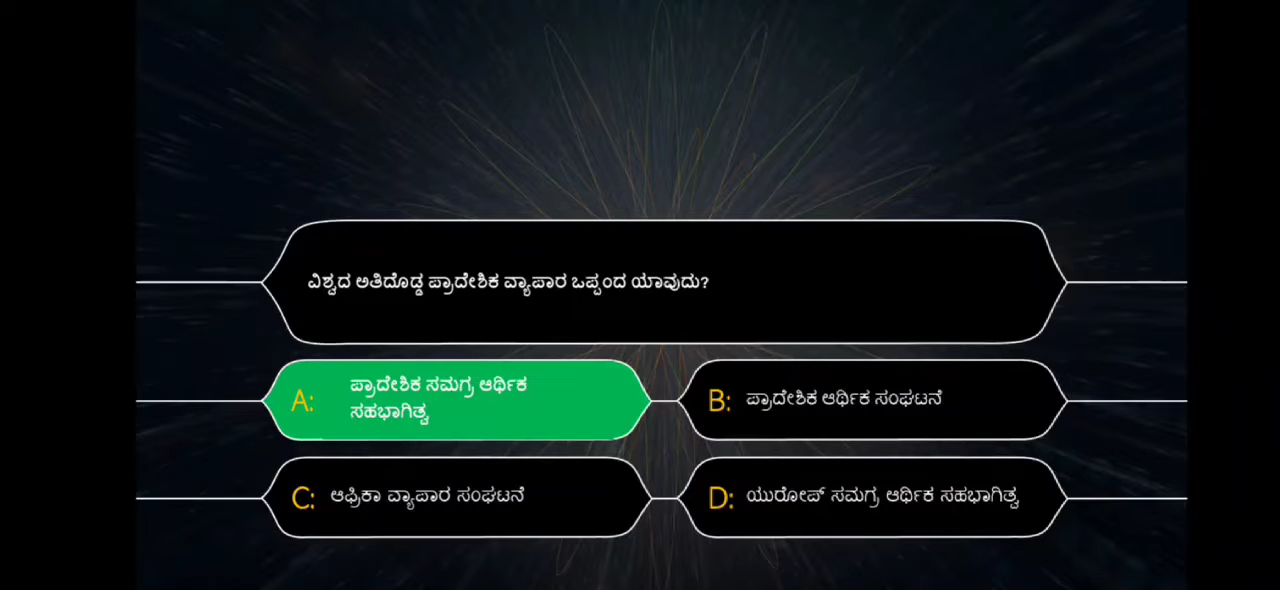 ವಿಶ್ವದ ಅತಿದೊಡ್ಡ ಪ್ರಾದೇಶಿಕ ವ್ಯಾಪಾರ ಒಪ್ಪಂದ ಯಾವುದು?
A: ಪ್ರಾದೇಶಿಕ ಸಮಗ್ರ ಆರ್ಥಿಕ
ಸಹಭಾಗಿತ್ವ
B: ಪ್ರಾದೇಶಿಕ ಆರ್ಥಿಕ ಸಂಘಟನೆ
C: ಆಫ್ರಿಕಾ ವ್ಯಾಪಾರ ಸಂಘಟನೆ
D: ಯುರೋಪ್ ಸಮಗ್ರ ಆರ್ಥಿಕ ಸಹಭಾಗಿತ್ವ